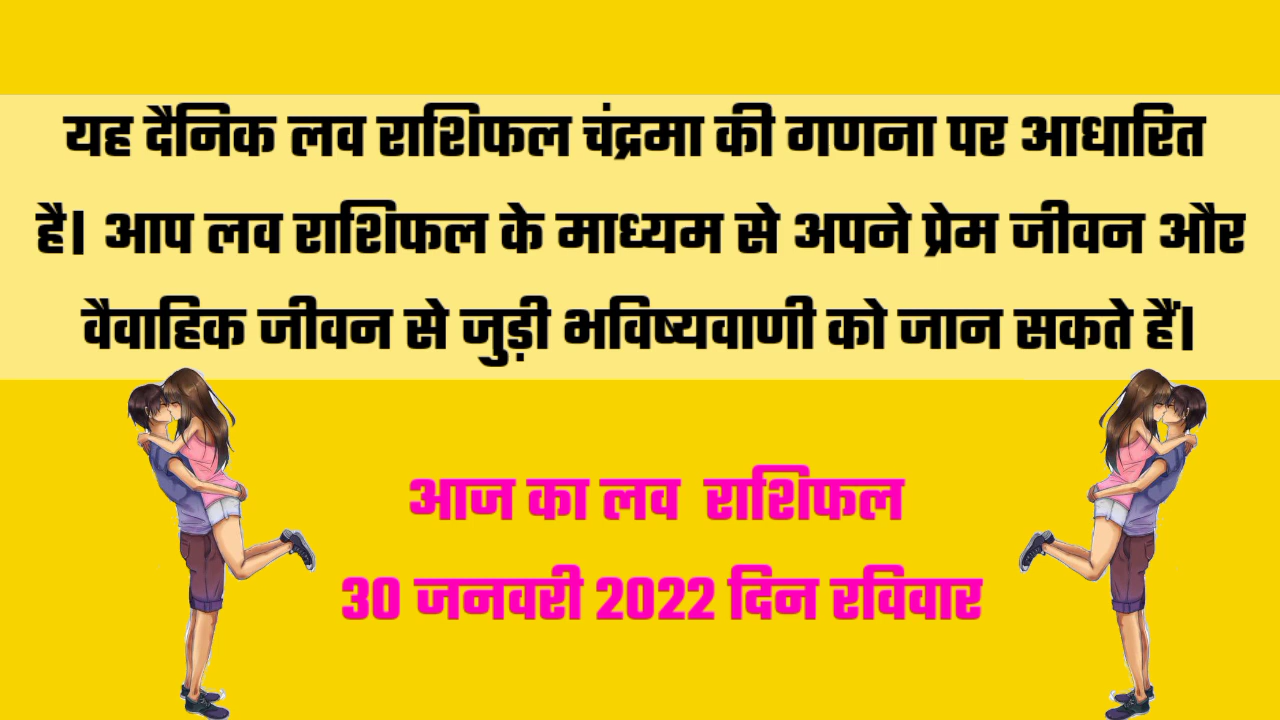 यह दैनिक लव राशिफल चंद्रमा की गणना पर आधारित
है। आप लव राशिफल के माध्यम से अपने प्रेम जीवन और
वैवाहिक जीवन से जुड़ी भविष्यवाणी को जान सकते हैं।
आज का लव राशिफल
30 जनवरी 2022 दिन रविवार